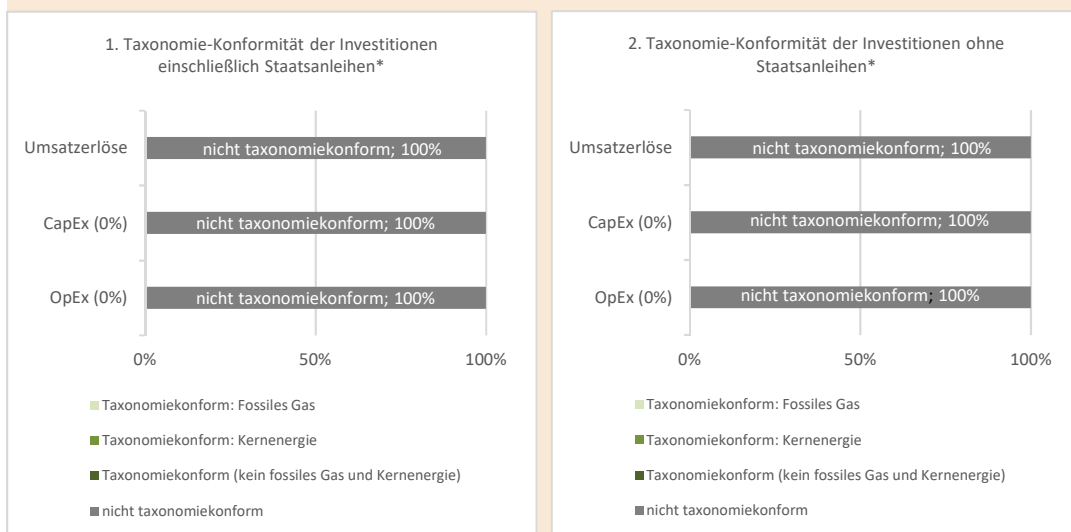 1. Taxonomie-Konformität der Investitionen
einschließlich Staatsanleihen*
Umsatzerlöse
nicht taxonomiekonform; 100%
CapEx (0%)
nicht taxonomiekonform; 100%
OpEx (0%)
nicht taxonomiekonform; 100%
0%
50%
100%
Taxonomiekonform: Fossiles Gas
Taxonomiekonform: Kernenergie
Taxonomiekonform (kein fossiles Gas und Kernenergie)
nicht taxonomiekonform
2. Taxonomie-Konformität der Investitionen ohne
Staatsanleihen*
Umsatzerlöse
nicht taxonomiekonform; 100%
CapEx (0%)
nicht taxonomiekonform; 100%
OpEx (0%)
nicht taxonomiekonform; 100%
0%
50%
100%
Taxonomiekonform: Fossiles Gas
Taxonomiekonform: Kernenergie
Taxonomiekonform (kein fossiles Gas und Kernenergie)
nicht taxonomiekonform